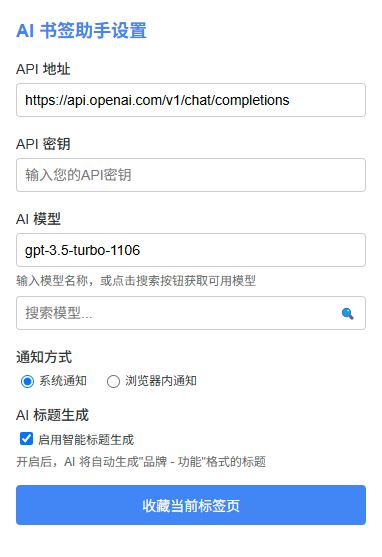 AI 书签助手设置
API 地址
https://api.openai.com/v1/chat/completions
API 密钥
输入您的API密钥
AI 模型
gpt-3.5-turbo-1106
输入模型名称，或点击搜索按钮获取可用模型
搜索模型...
通知方式
系统通知 浏览器内通知
AI 标题生成
启用智能标题生成
开启后，AI 将自动生成"品牌 - 功能"格式的标题
收藏当前标签页